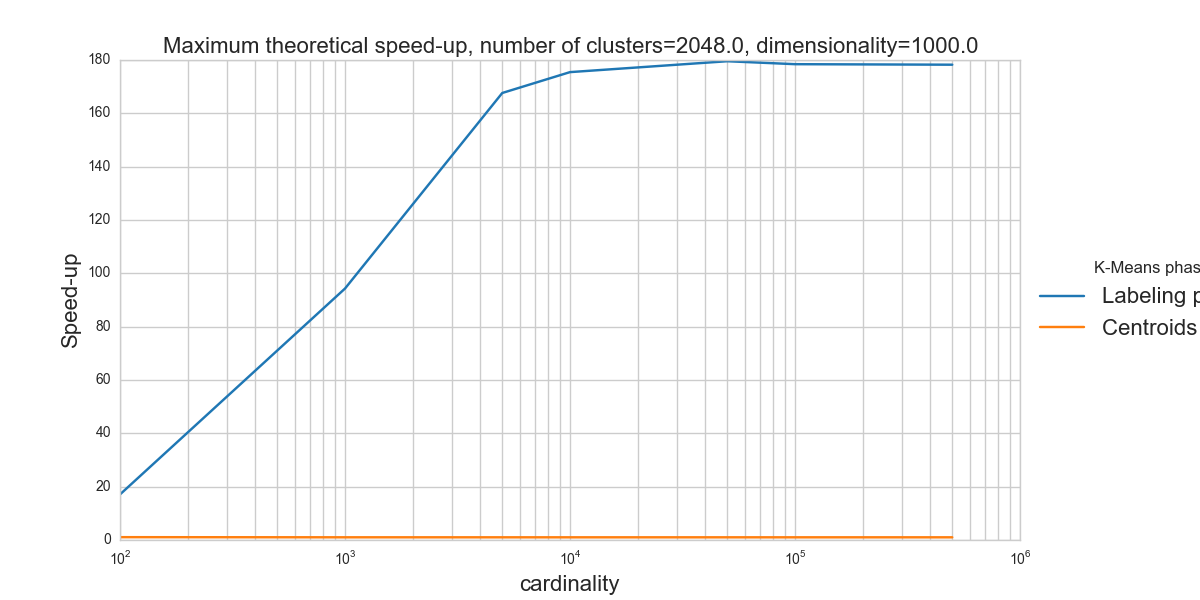 Maximum theoretical speed-up, number of clusters=2048.0, dimensionality=1000.0
180
160
140
120
100
80
60
40
20
0
Speed-up
10²
10³
10⁴
10⁵
10⁶
cardinality
K-Means
Labeling
Centroids